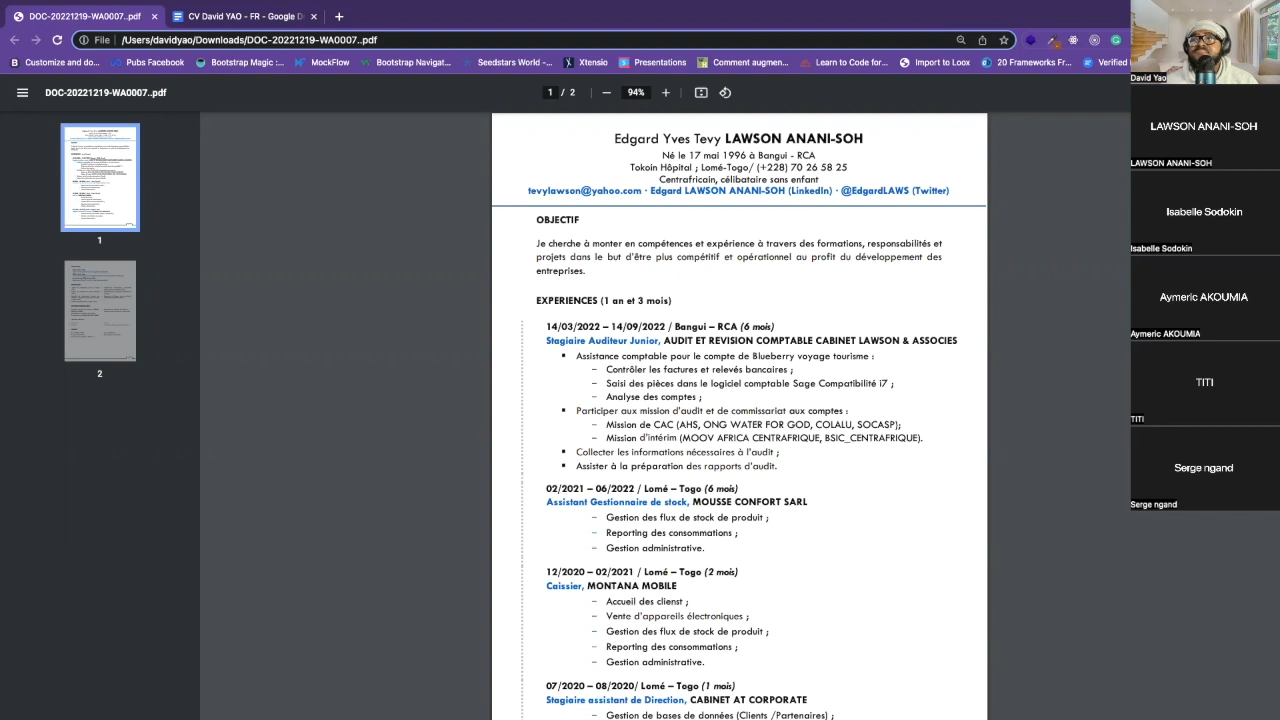 DOC-20221219-WA0007..pdf
CV David YAO - FR - Google D
File
/Users/davidyao/Downloads/DOC-20221219-WA0007..pdf
Customize and do...
Pubs Facebook
Bootstrap Magic :...
MockFlow
Bootstrap Navigat...
Seedstars World -...
Xtensio
Presentations
Comment augmen...
Learn to Code for...
Import to Loox
20 Frameworks Fr...
Verified
DOC-20221219-WA0007..pdf
1 / 2
94%
1
2
Edgard Yves Tevy LAWSON ANANI-SOH
Né le 17 mai 1996 à Bangui - RCA
Tokoin Hôpital ; Lomé-Togo/ (+228) 70 26 58 25
Centrafricain, célibataire sans enfant
tevylawson@yahoo.com · Edgard LAWSON ANANI-SOH (LinkedIn) · @EdgardLAWS (Twitter)
OBJECTIF
Je cherche à monter en compétences et expérience à travers des formations, responsabilités et
projets dans le but d'être plus compétitif et opérationnel au profit du développement des
entreprises.
EXPERIENCES (1 an et 3 mois)
14/03/2022 – 14/09/2022 / Bangui – RCA (6 mois)
Stagiaire Auditeur Junior, AUDIT ET REVISION COMPTABLE CABINET LAWSON & ASSOCIES
▪ Assistance comptable pour le compte de Blueberry voyage tourisme :
– Contrôler les factures et relevés bancaires ;
– Saisi des pièces dans le logiciel comptable Sage Compatibilité i7 ;
– Analyse des comptes ;
▪ Participer aux mission d'audit et de commissariat aux comptes :
– Mission de CAC (AHS, ONG WATER FOR GOD, COLALU, SOCASP);
– Mission d'intérim (MOOV AFRICA CENTRAFRIQUE, BSIC_CENTRAFRIQUE).
▪ Collecter les informations nécessaires à l'audit ;
▪ Assister à la préparation des rapports d'audit.
02/2021 – 06/2022 / Lomé – Togo (6 mois)
Assistant Gestionnaire de stock, MOUSSE CONFORT SARL
– Gestion des flux de stock de produit ;
– Reporting des consommations ;
– Gestion administrative.
12/2020 – 02/2021 / Lomé – Togo (2 mois)
Caissier, MONTANA MOBILE
– Accueil des clienst ;
– Vente d'appareils électroniques ;
– Gestion des flux de stock de produit ;
– Reporting des consommations ;
– Gestion administrative.
07/2020 – 08/2020/ Lomé – Togo (1 mois)
Stagiaire assistant de Direction, CABINET AT CORPORATE
– Gestion de bases de données (Clients /Partenaires) ;
David Yao
LAWSON ANANI-SOH
LAWSON ANANI-SOH
Isabelle Sodokin
Isabelle Sodokin
Aymeric AKOUMIA
Aymeric AKOUMIA
TITI
TITI
Serge ngand
Serge ngand